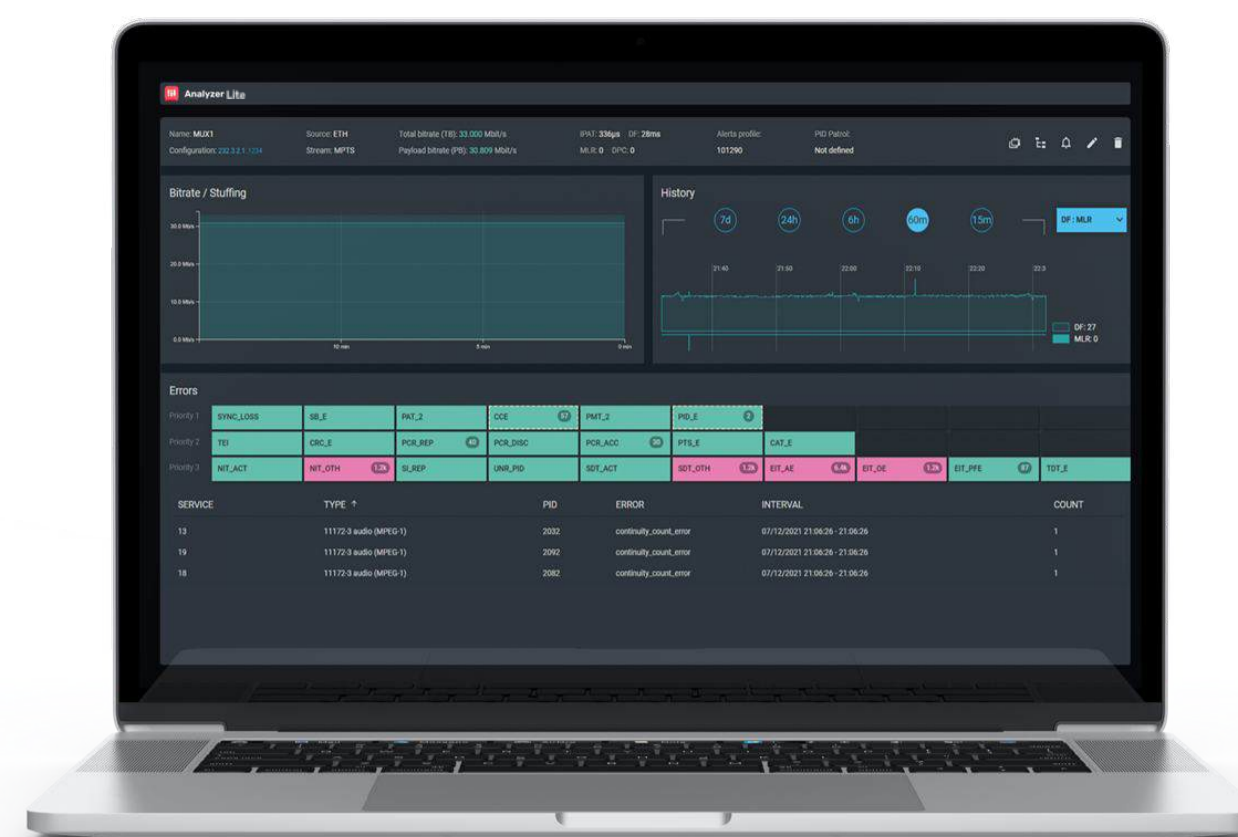 Analyzer Lite
Name: MUX1 Source: ETH Total bitrate (TB): 33.000 Mbit/s IPAT: 336µs DF: 28ms Alerts profile: PID Patrol:
Configuration: 232.3.2.1:1234 Stream: MPTS Payload bitrate (PB): 30.809 Mbit/s MLR: 0 DPC: 0 101290 Not defined
Bitrate / Stuffing
30.0 Mb/s
20.0 Mb/s
10.0 Mb/s
0.0 Mb/s
10 min 5 min 0 min
History
7d 24h 6h 60m 15m DF : MLR
21:40 21:50 22:00 22:10 22:20 22:3
DF: 27
MLR: 0
Errors
Priority 1 SYNC_LOSS SB_E PAT_2 CCE 57 PMT_2 PID_E 2
Priority 2 TEI CRC_E PCR_REP 40 PCR_DISC PCR_ACC PTS_E CAT_E
Priority 3 NIT_ACT NIT_OTH 1.2k SI_REP UNR_PID SDT_ACT SDT_OTH 1.2k EIT_AE 6.4k EIT_OE 1.2k EIT_PFE 87 TDT_E
SERVICE TYPE ↑ PID ERROR INTERVAL COUNT
13 11172-3 audio (MPEG-1) 2032 continuity_count_error 07/12/2021 21:06:26 - 21:06:26 1
19 11172-3 audio (MPEG-1) 2092 continuity_count_error 07/12/2021 21:06:26 - 21:06:26 1
18 11172-3 audio (MPEG-1) 2082 continuity_count_error 07/12/2021 21:06:26 - 21:06:26 1